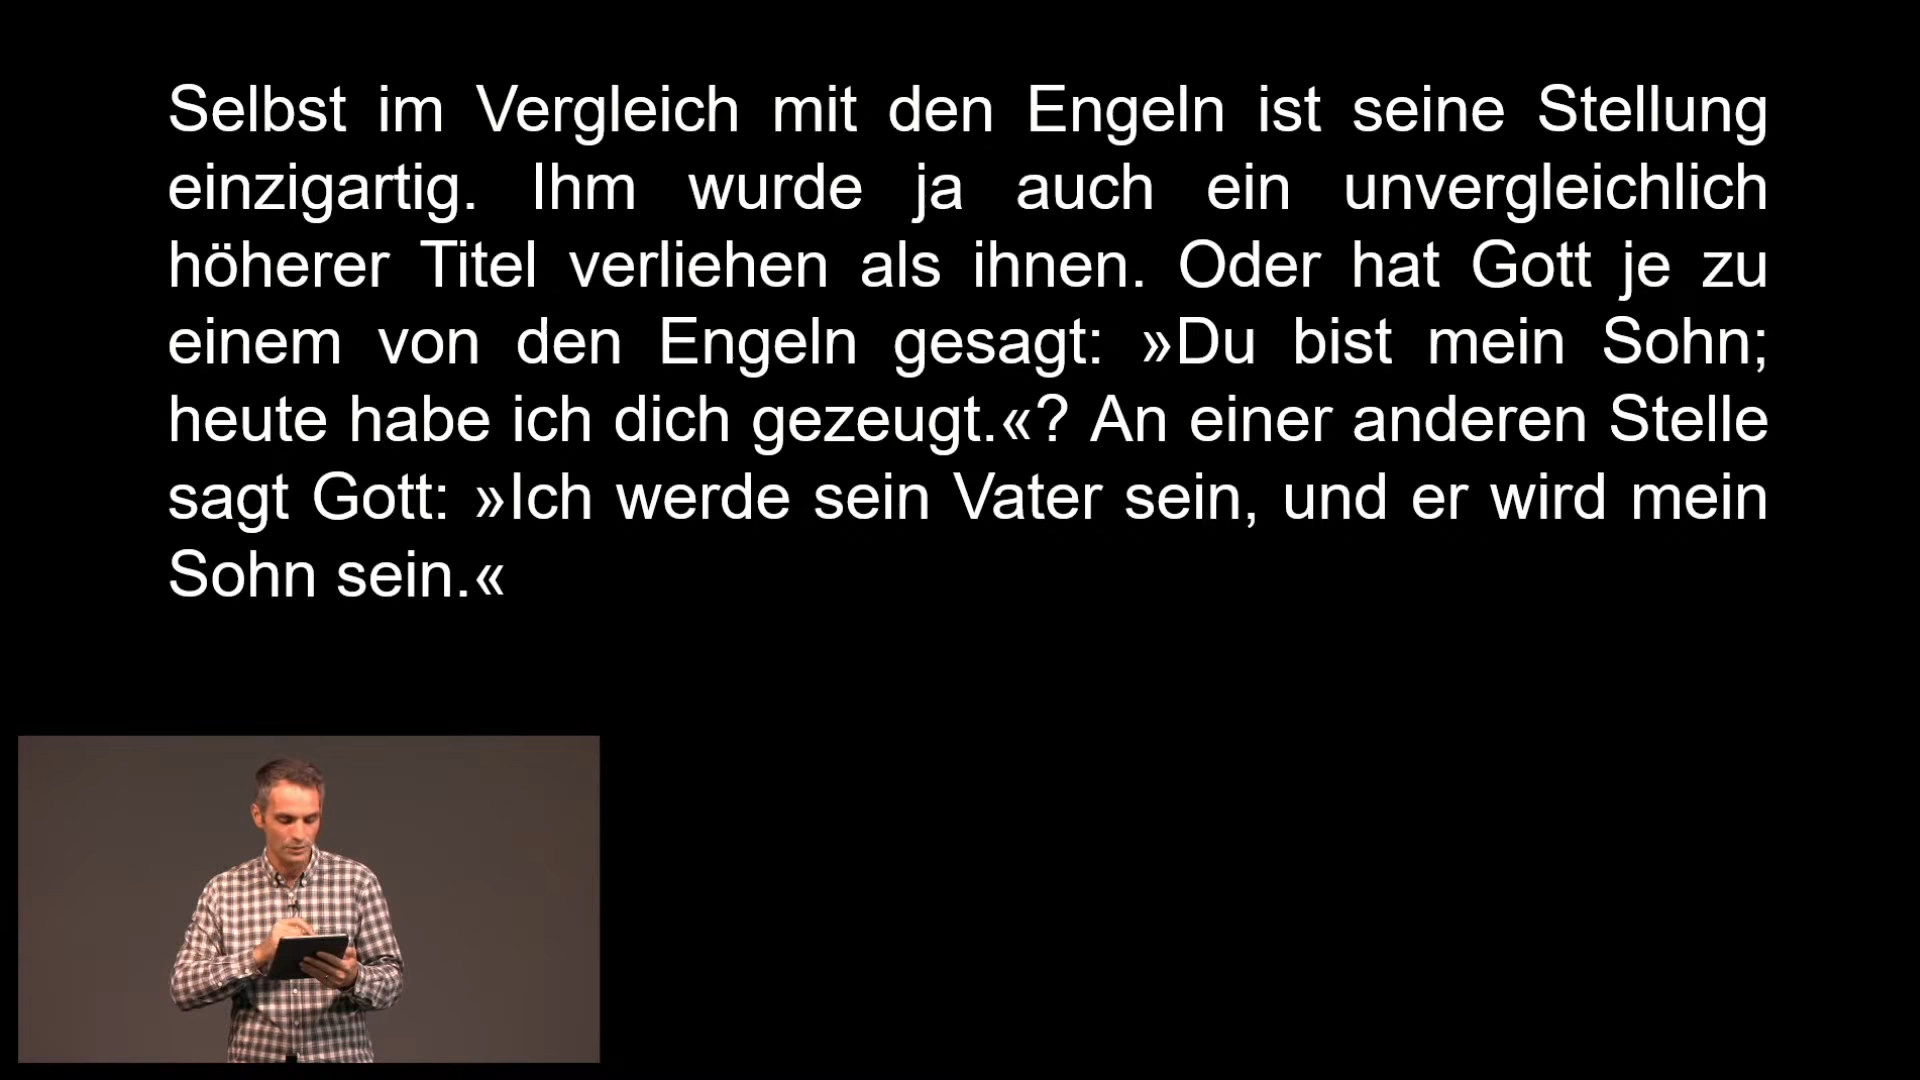 Selbst im Vergleich mit den Engeln ist seine Stellung
einzigartig. Ihm wurde ja auch ein unvergleichlich
höherer Titel verliehen als ihnen. Oder hat Gott je zu
einem von den Engeln gesagt: »Du bist mein Sohn;
heute habe ich dich gezeugt.«? An einer anderen Stelle
sagt Gott: »Ich werde sein Vater sein, und er wird mein
Sohn sein.«